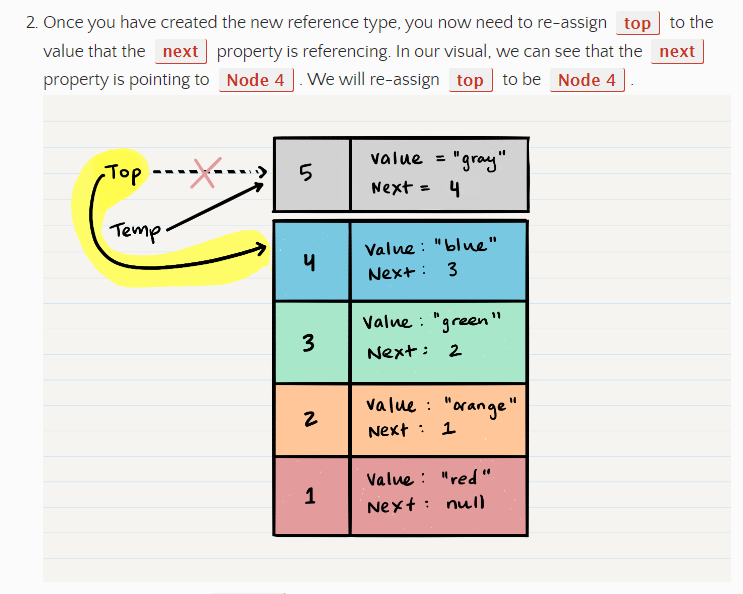 2. Once you have created the new reference type, you now need to re-assign top to the
value that the next property is referencing. In our visual, we can see that the next
property is pointing to Node 4 . We will re-assign top to be Node 4 .
Top
5
Value = "gray"
Next = 4
Temp
4
Value : "blue"
Next : 3
3
Value : "green"
Next : 2
2
Value : "orange"
Next : 1
1
Value : "red"
Next : null